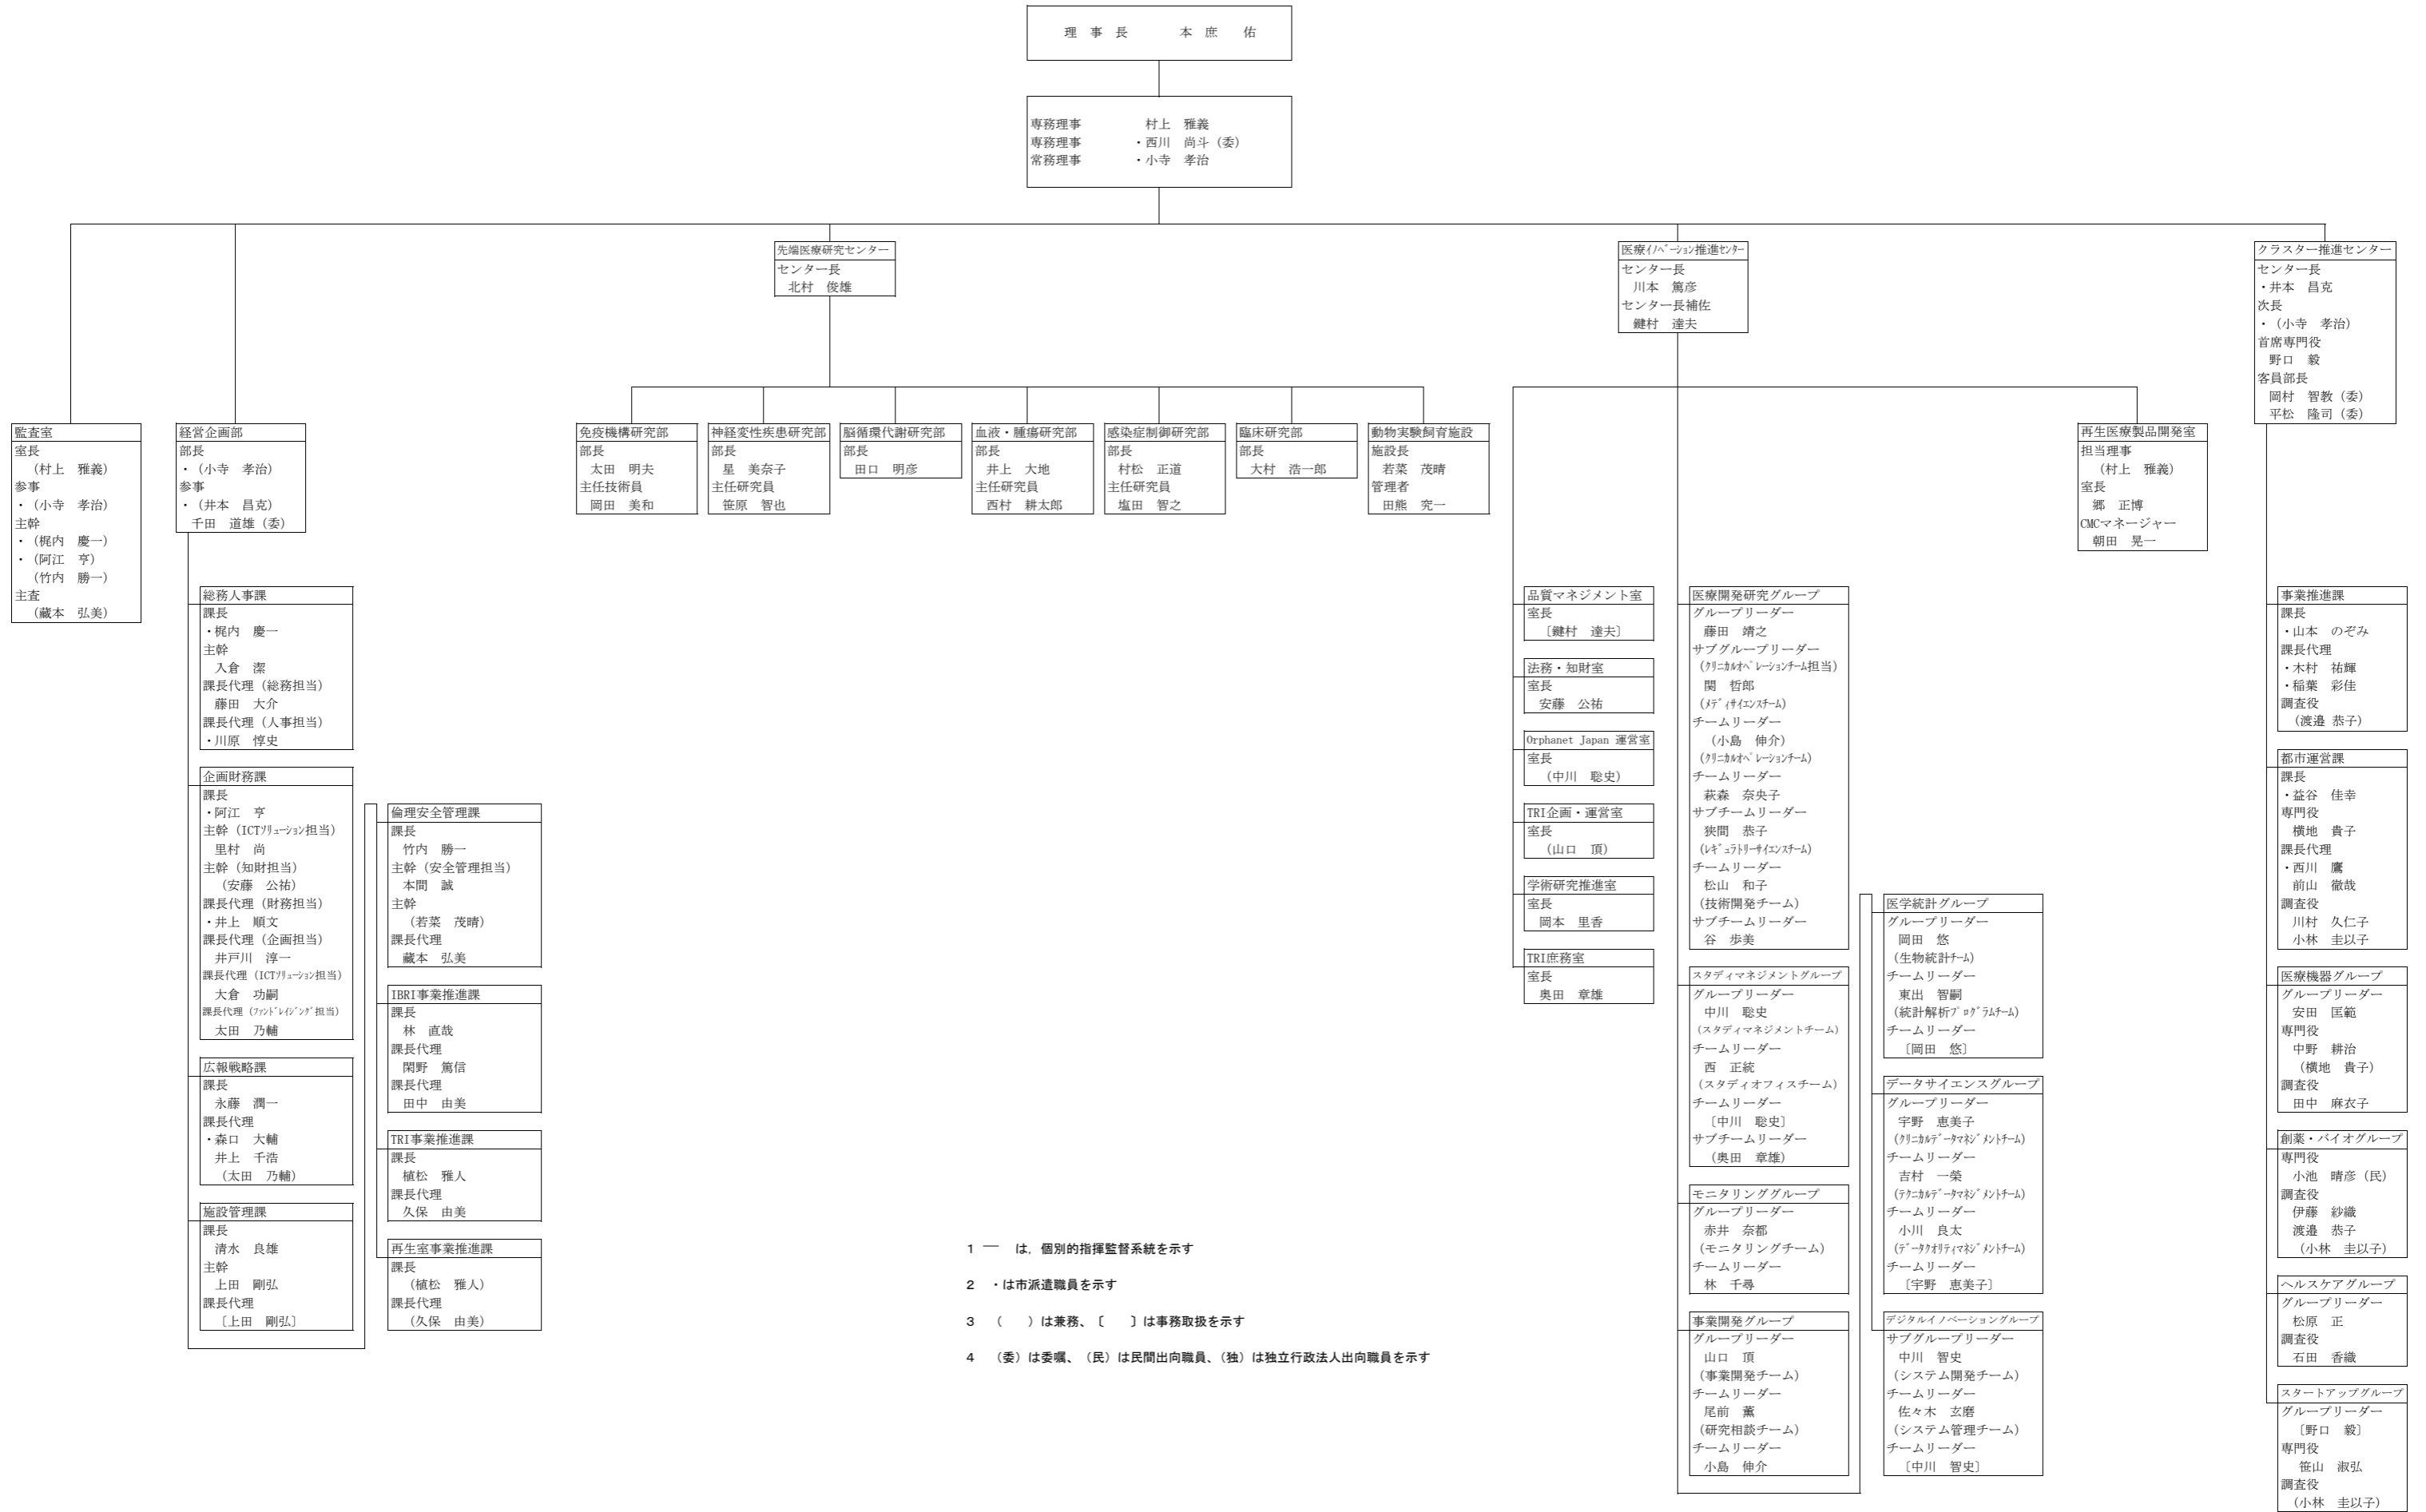 理　事　長　　　　本　庶　　佑
専務理事　　　　　村上　雅義
専務理事　　　　・西川　尚斗（委）
常務理事　　　　・小寺　孝治
監査室
室長
（村上　雅義）
参事
・（小寺　孝治）
主幹
・（梶内　慶一）
・（阿江　亨）
（竹内　勝一）
主査
（藏本　弘美）
経営企画部
部長
・（小寺　孝治）
参事
・（井本　昌克）
千田　道雄（委）
総務人事課
課長
・梶内　慶一
主幹
入倉　潔
課長代理（総務担当）
藤田　大介
課長代理（人事担当）
・川原　惇史
企画財務課
課長
・阿江　亨
主幹（ICTソリューション担当）
里村　尚
主幹（知財担当）
（安藤　公祐）
課長代理（財務担当）
・井上　順文
課長代理（企画担当）
井戸川　淳一
課長代理（ICTソリューション担当）
大倉　功嗣
課長代理（ファンドレイジング担当）
太田　乃輔
広報戦略課
課長
永藤　潤一
課長代理
・森口　大輔
井上　千浩
（太田　乃輔）
施設管理課
課長
清水　良雄
主幹
上田　剛弘
課長代理
〔上田　剛弘〕
倫理安全管理課
課長
竹内　勝一
主幹（安全管理担当）
本間　誠
主幹
（若菜　茂晴）
課長代理
藏本　弘美
IBRI事業推進課
課長
林　直哉
課長代理
閑野　篤信
課長代理
田中　由美
TRI事業推進課
課長
植松　雅人
課長代理
久保　由美
再生室事業推進課
課長
（植松　雅人）
課長代理
（久保　由美）
先端医療研究センター
センター長
北村　俊雄
免疫機構研究部
部長
太田　明夫
主任技術員
岡田　美和
神経変性疾患研究部
部長
星　美奈子
主任研究員
笹原　智也
脳循環代謝研究部
部長
田口　明彦
血液・腫瘍研究部
部長
井上　大地
主任研究員
西村　耕太郎
感染症制御研究部
部長
村松　正道
主任研究員
塩田　智之
臨床研究部
部長
大村　浩一郎
動物実験飼育施設
施設長
若菜　茂晴
管理者
田熊　究一
医療イノベーション推進センター
センター長
川本　篤彦
センター長補佐
鍵村　達夫
品質マネジメント室
室長
〔鍵村　達夫〕
法務・知財室
室長
安藤　公祐
Orphanet Japan 運営室
室長
（中川　聡史）
TRI企画・運営室
室長
（山口　頂）
学術研究推進室
室長
岡本　里香
TRI庶務室
室長
奥田　章雄
医療開発研究グループ
グループリーダー
藤田　靖之
サブグループリーダー
（クリニカルオペレーションチーム担当）
関　哲郎
（メディサイエンスチーム）
チームリーダー
（小島　伸介）
（クリニカルオペレーションチーム）
チームリーダー
萩森　奈央子
サブチームリーダー
狭間　恭子
（レギュラトリーサイエンスチーム）
チームリーダー
松山　和子
（技術開発チーム）
サブチームリーダー
谷　歩美
スタディマネジメントグループ
グループリーダー
中川　聡史
（スタディマネジメントチーム）
チームリーダー
西　正統
（スタディオフィスチーム）
チームリーダー
〔中川　聡史〕
サブチームリーダー
（奥田　章雄）
モニタリンググループ
グループリーダー
赤井　奈都
（モニタリングチーム）
チームリーダー
林　千尋
事業開発グループ
グループリーダー
山口　頂
（事業開発チーム）
チームリーダー
尾前　薫
（研究相談チーム）
チームリーダー
小島　伸介
医学統計グループ
グループリーダー
岡田　悠
（生物統計チーム）
チームリーダー
東出　智嗣
（統計解析プログラムチーム）
チームリーダー
〔岡田　悠〕
データサイエンスグループ
グループリーダー
宇野　恵美子
（クリニカルデータマネジメントチーム）
チームリーダー
吉村　一榮
（テクニカルデータマネジメントチーム）
チームリーダー
小川　良太
（データクオリティマネジメントチーム）
チームリーダー
〔宇野　恵美子〕
デジタルイノベーショングループ
サブグループリーダー
中川　智史
（システム開発チーム）
チームリーダー
佐々木　玄磨
（システム管理チーム）
チームリーダー
〔中川　智史〕
再生医療製品開発室
担当理事
（村上　雅義）
室長
郷　正博
CMCマネージャー
朝田　晃一
クラスター推進センター
センター長
・井本　昌克
次長
・（小寺　孝治）
首席専門役
野口　毅
客員部長
岡村　智教（委）
平松　隆司（委）
事業推進課
課長
・山本　のぞみ
課長代理
・木村　祐輝
・稲葉　彩佳
調査役
（渡邉 恭子）
都市運営課
課長
・益谷　佳幸
専門役
横地　貴子
課長代理
・西川　鷹
前山　徹哉
調査役
川村　久仁子
小林　圭以子
医療機器グループ
グループリーダー
安田　匡範
専門役
中野　耕治
（横地　貴子）
調査役
田中　麻衣子
創薬・バイオグループ
専門役
小池　晴彦（民）
調査役
伊藤　紗織
渡邉　恭子
（小林　圭以子）
ヘルスケアグループ
グループリーダー
松原　正
調査役
石田　香織
スタートアップグループ
グループリーダー
〔野口　毅〕
専門役
笹山　淑弘
調査役
（小林　圭以子）
1　―　は，個別的指揮監督系統を示す
2　・は市派遣職員を示す
3　（　　）は兼務、〔　　〕は事務取扱を示す
4　（委）は委嘱、（民）は民間出向職員、（独）は独立行政法人出向職員を示す